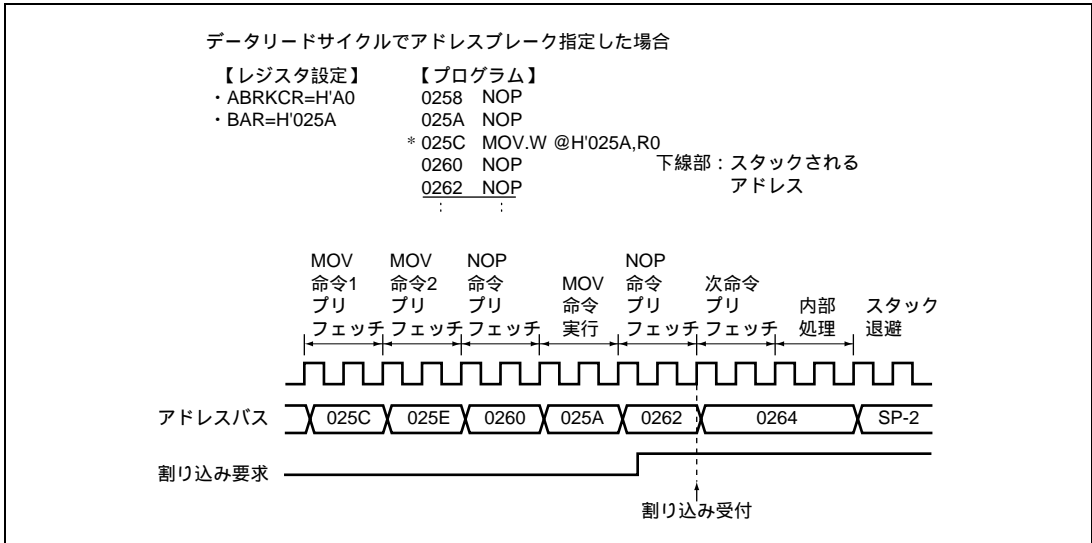 データリードサイクルでアドレスブレーク指定した場合
【レジスタ設定】 【プログラム】
・ABRKCR=H'A0 0258 NOP
・BAR=H'025A 025A NOP
* 025C MOV.W @H'025A,R0
0260 NOP 下線部：スタックされる
0262 NOP アドレス
: :
MOV MOV NOP NOP
命令1 命令2 命令 MOV 命令 次命令
プリ プリ プリ 命令 プリ プリ 内部 スタック
フェッチ フェッチ フェッチ 実行 フェッチ フェッチ 処理 退避
アドレスバス 025C 025E 0260 025A 0262 0264 SP-2
割り込み要求
割り込み受付